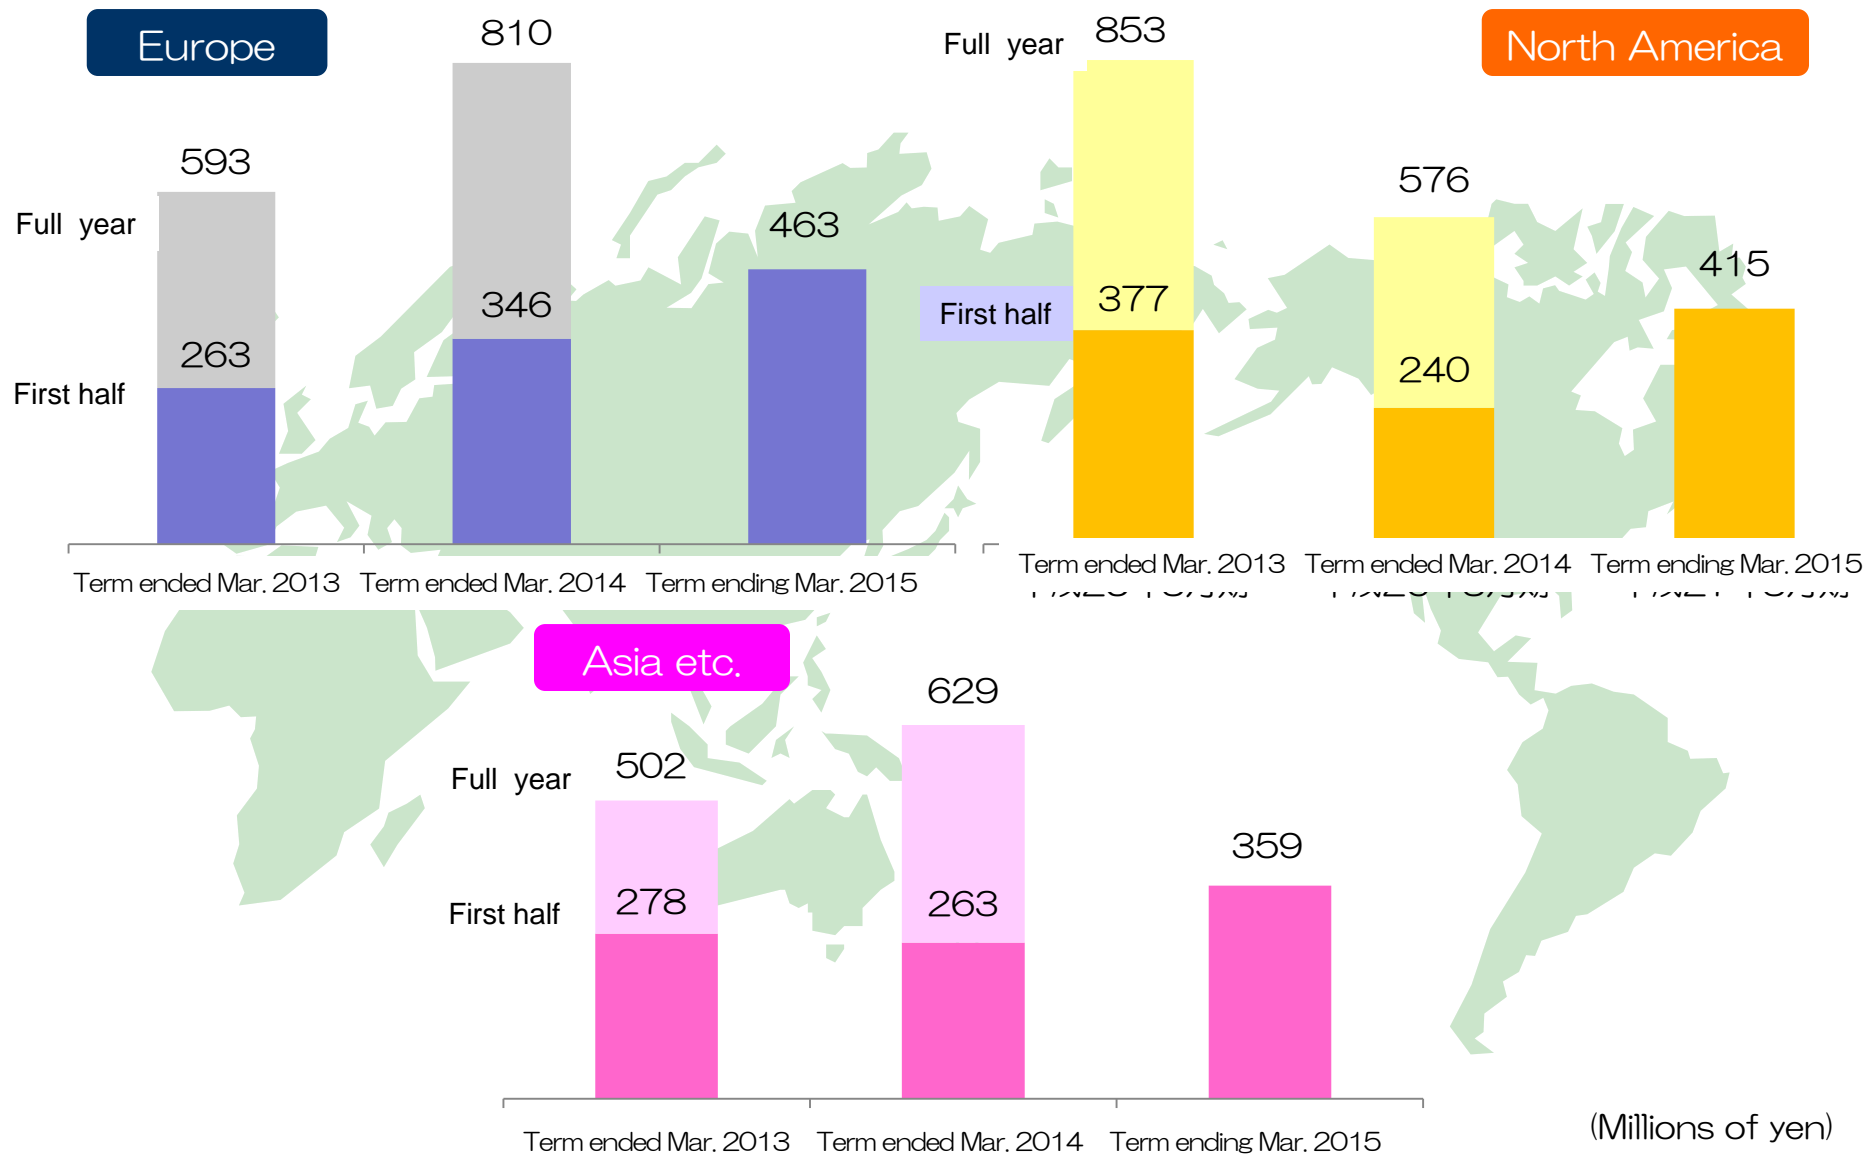 Europe
810
Full year
853
North America
593
576
Full year
463
415
346
First half
377
263
240
First half
Term ended Mar. 2013
Term ended Mar. 2014
Term ending Mar. 2015
Term ended Mar. 2013
Term ended Mar. 2014
Term ending Mar. 2015
Asia etc.
629
502
Full year
359
278
263
First half
(Millions of yen)
Term ended Mar. 2013
Term ended Mar. 2014
Term ending Mar. 2015